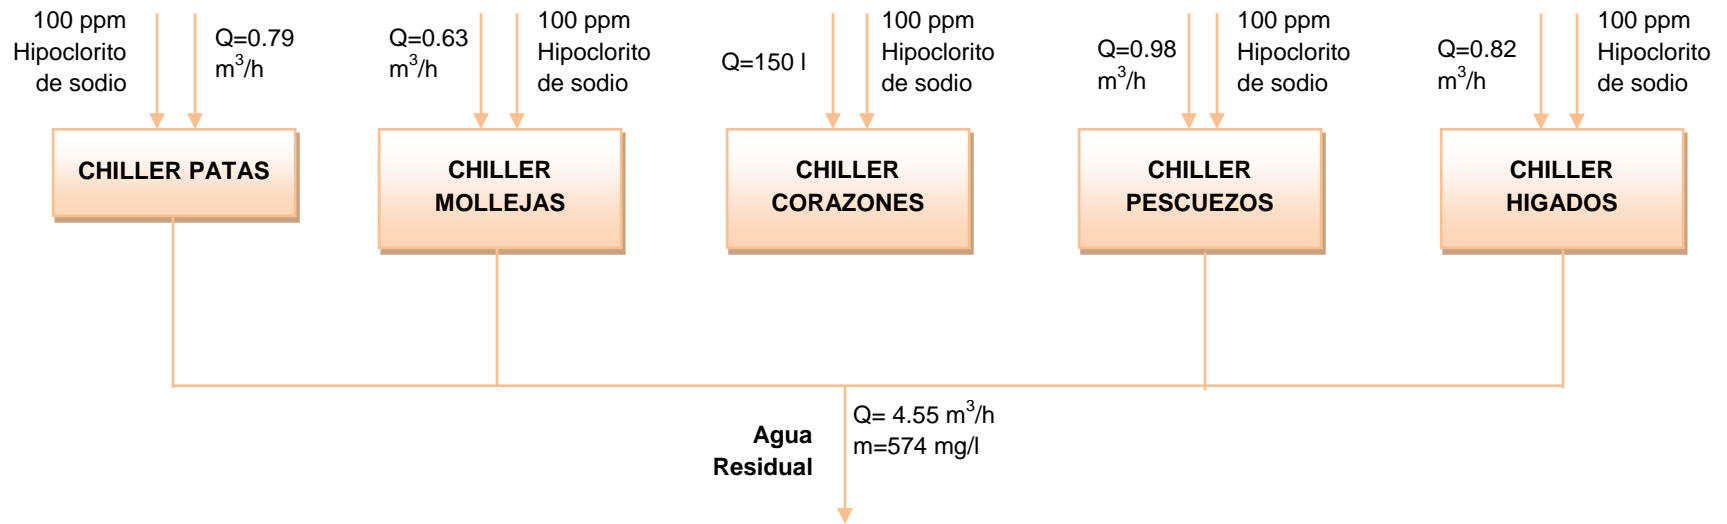 100 ppm
Hipoclorito
de sodio
Q=0.79
m³/h
CHILLER PATAS
Q=0.63
m³/h
100 ppm
Hipoclorito
de sodio
CHILLER
MOLLEJAS
Q=150 l
100 ppm
Hipoclorito
de sodio
CHILLER
CORAZONES
Q=0.98
m³/h
100 ppm
Hipoclorito
de sodio
CHILLER
PESCUEZOS
Q=0.82
m³/h
100 ppm
Hipoclorito
de sodio
CHILLER
HIGADOS
Agua
Residual
Q= 4.55 m³/h
m=574 mg/l